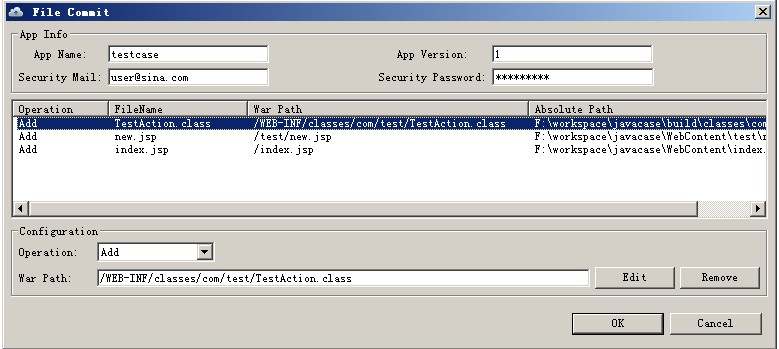 File Commit
App Info
App Name: testcase App Version: 1
Security Mail: user@sina.com Security Password: *********
Operation FileName War Path Absolute Path
Add TestAction.class /WEB-INF/classes/com/test/TestAction.class F:\workspace\javacase\build\classes\com
Add new.jsp /test/new.jsp F:\workspace\javacase\WebContent\test\n
Add index.jsp /index.jsp F:\workspace\javacase\WebContent\index.
Configuration
Operation: Add
War Path: /WEB-INF/classes/com/test/TestAction.class Edit Remove
OK Cancel